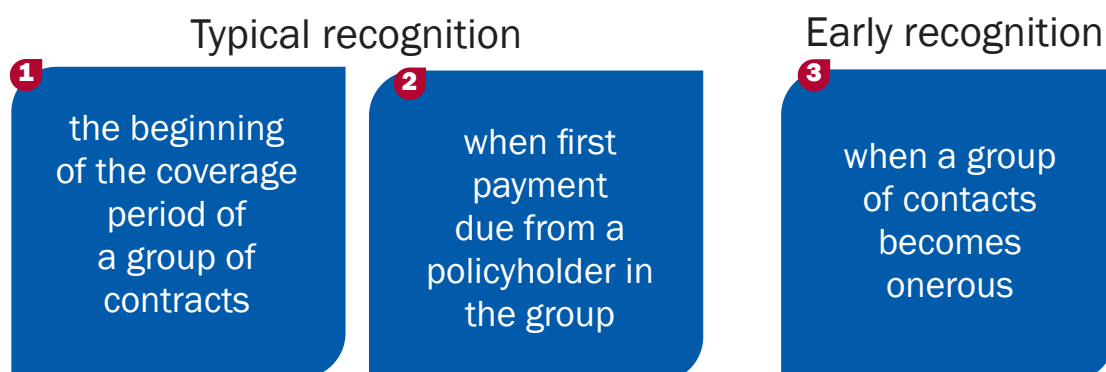 Typical recognition
Early recognition
1
the beginning
of the coverage
period of
a group of
contracts
2
when first
payment
due from a
policyholder in
the group
3
when a group
of contacts
becomes
onerous